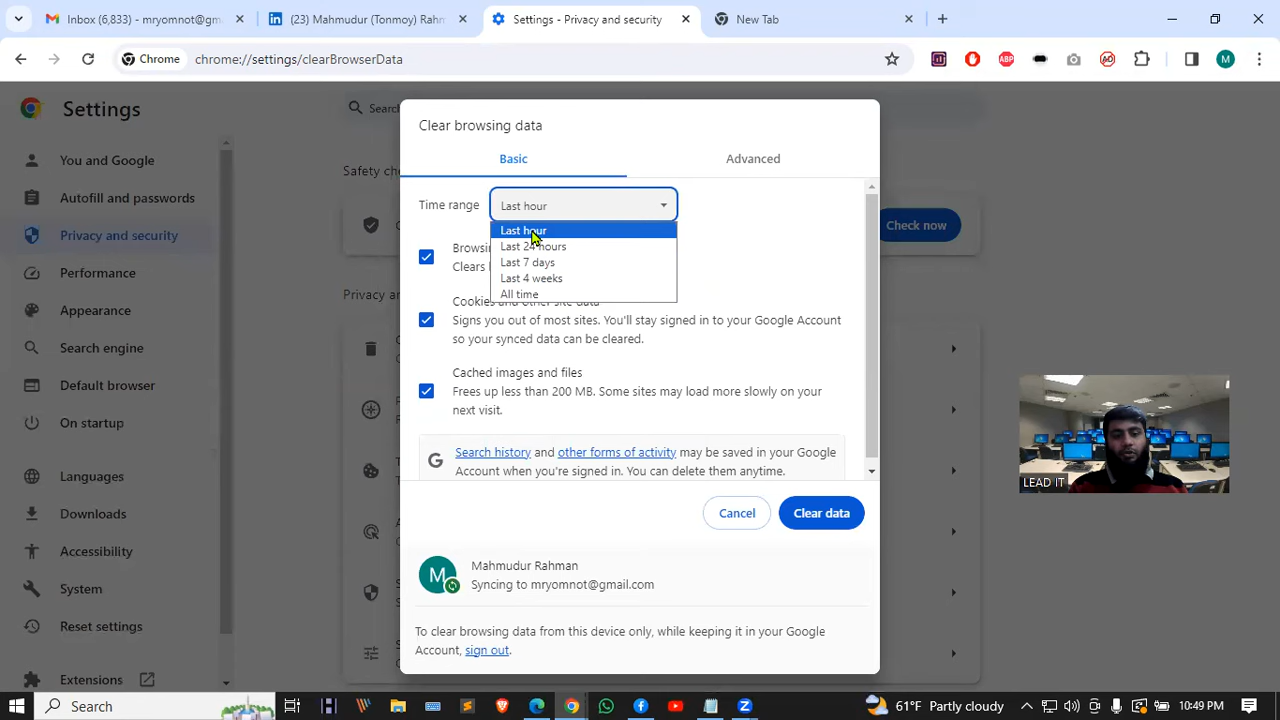 Inbox (6,833) - mryomnot@gm
(23) Mahmudur (Tonmoy) Rahm
Settings - Privacy and security
New Tab
Chrome
chrome://settings/clearBrowserData
ABP
M
Settings
Searc
You and Google
Autofill and passwords
Privacy and security
Performance
Appearance
Search engine
Default browser
On startup
Languages
Downloads
Accessibility
System
Reset settings
Extensions
Safety ch
Check now
Privacy a
Clear browsing data
Basic
Advanced
Time range
Last hour
Last hour
Last 24 hours
Last 7 days
Last 4 weeks
All time
Browsi
Clears
Cookies and other site data
Signs you out of most sites. You'll stay signed in to your Google Account
so your synced data can be cleared.
Cached images and files
Frees up less than 200 MB. Some sites may load more slowly on your
next visit.
G
Search history and other forms of activity may be saved in your Google
Account when you're signed in. You can delete them anytime.
Cancel
Clear data
M
Mahmudur Rahman
Syncing to mryomnot@gmail.com
To clear browsing data from this device only, while keeping it in your Google
Account, sign out.
LEAD IT
Search
61°F Partly cloudy
10:49 PM